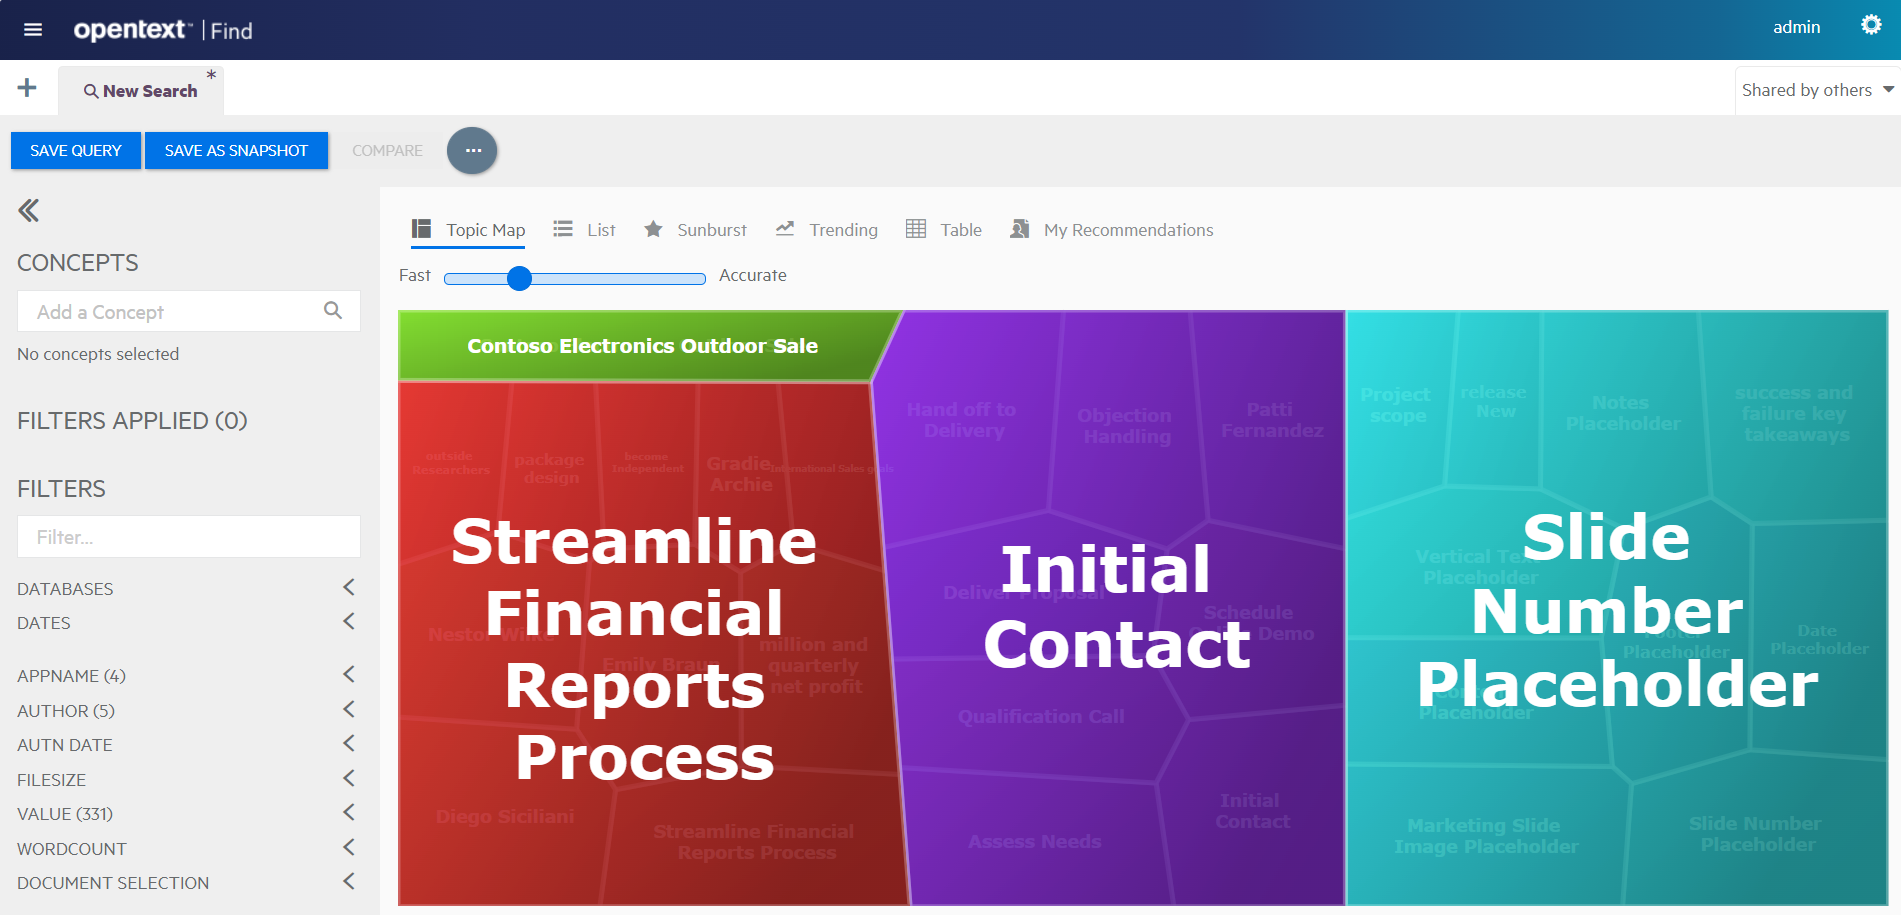 opentext™ | Find
admin
New Search
*
Shared by others
SAVE QUERY
SAVE AS SNAPSHOT
COMPARE
...
CONCEPTS
Add a Concept
No concepts selected
FILTERS APPLIED (0)
FILTERS
Filter...
DATABASES
DATES
APPNAME (4)
AUTHOR (5)
AUTN DATE
FILESIZE
VALUE (331)
WORDCOUNT
DOCUMENT SELECTION
Topic Map
List
Sunburst
Trending
Table
My Recommendations
Fast
Accurate
Contoso Electronics Outdoor Sale
outside
Researchers
package
design
become
Independent
Gradie
Archie
International Sales goals
Streamline
Financial
Reports
Process
Nestor Wilke
Emily Braun
million and
quarterly
net profit
Diego Siciliani
Streamline Financial
Reports Process
Hand off to
Delivery
Objection
Handling
Patti
Fernandez
Initial
Contact
Deliver Proposal
Schedule
Demo
Qualification Call
Assess Needs
Initial
Contact
Project
scope
release
New
Notes
Placeholder
success and
failure key
takeaways
Slide
Number
Placeholder
Vertical Text
Placeholder
Footer
Placeholder
Date
Placeholder
Placeholder
Marketing Slide
Image Placeholder
Slide Number
Placeholder